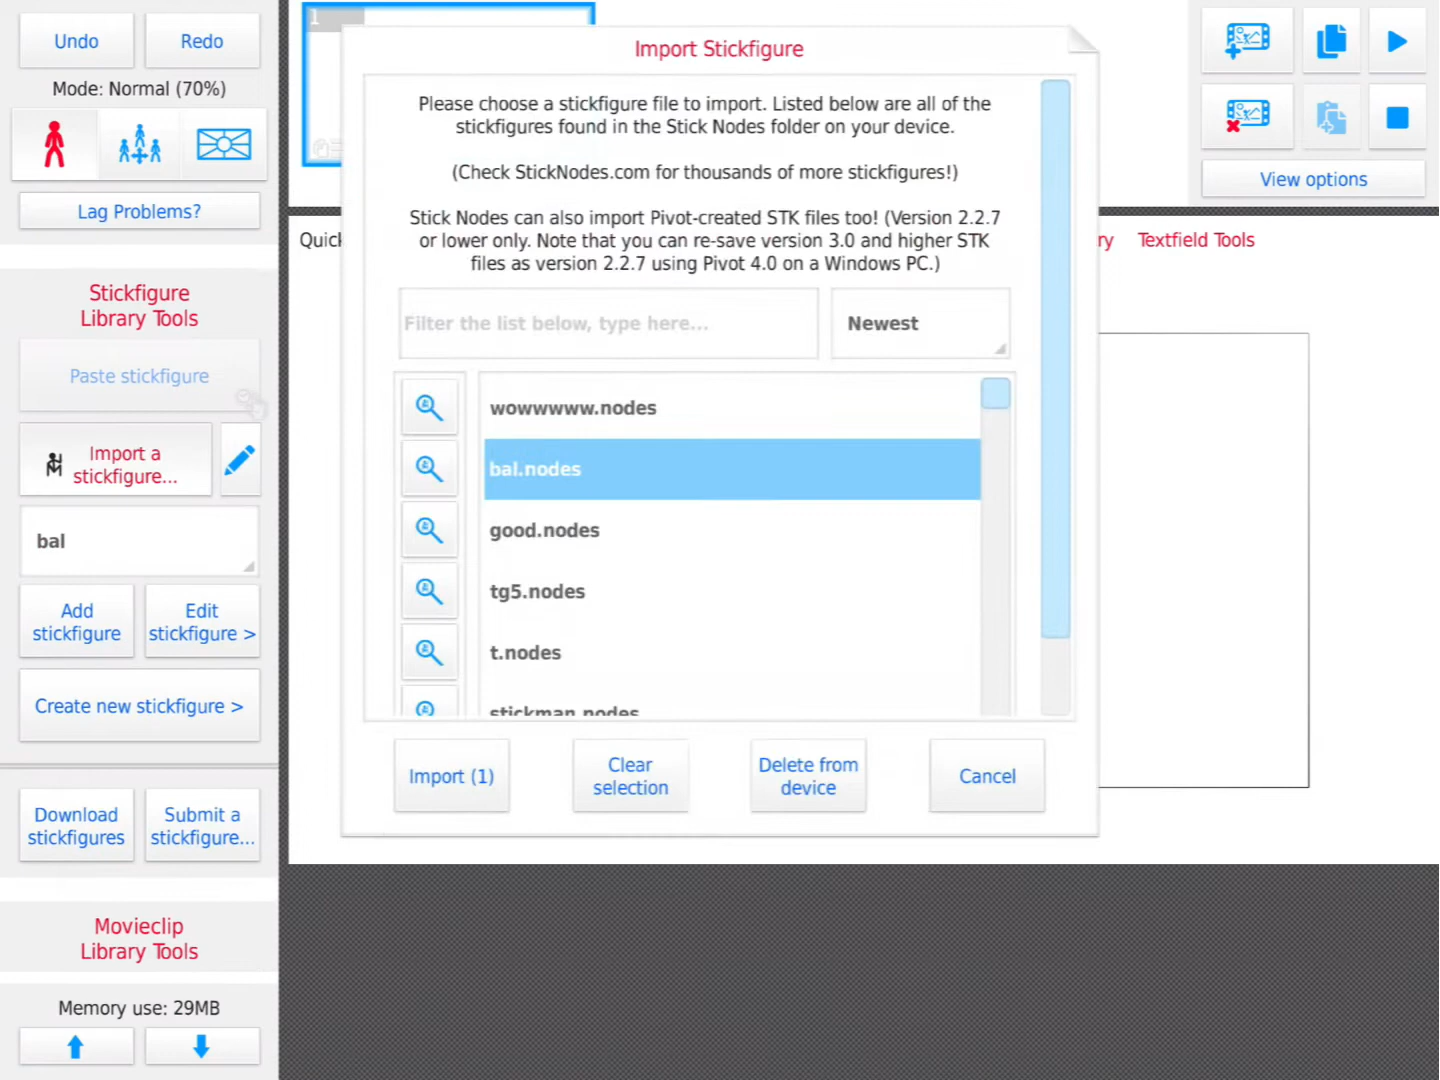 Undo
Redo
Mode: Normal (70%)
Lag Problems?
Stickfigure
Library Tools
Paste stickfigure
Import a
stickfigure...
bal
Add
stickfigure
Edit
stickfigure >
Create new stickfigure >
Download
stickfigures
Submit a
stickfigure...
Movieclip
Library Tools
Memory use: 29MB
1
View options
Textfield Tools
Import Stickfigure
Please choose a stickfigure file to import. Listed below are all of the
stickfigures found in the Stick Nodes folder on your device.
(Check StickNodes.com for thousands of more stickfigures!)
Stick Nodes can also import Pivot-created STK files too! (Version 2.2.7
or lower only. Note that you can re-save version 3.0 and higher STK
files as version 2.2.7 using Pivot 4.0 on a Windows PC.)
Filter the list below, type here...
Newest
wowwwww.nodes
bal.nodes
good.nodes
tg5.nodes
t.nodes
stickman.nodes
Import (1)
Clear
selection
Delete from
device
Cancel